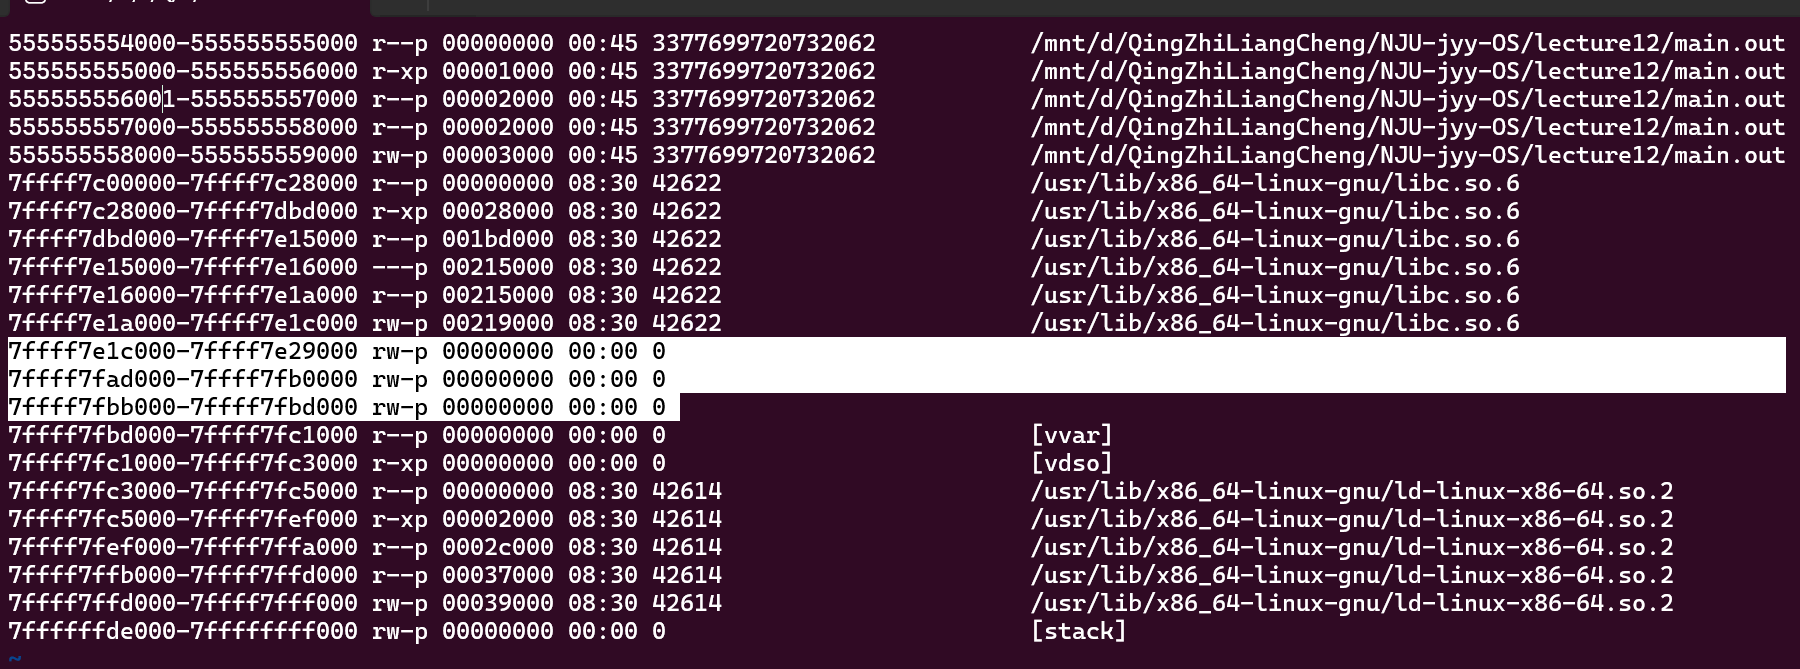 555555554000-555555555000 r--p 00000000 00:45 3377699720732062 /mnt/d/QingZhiLiangCheng/NJU-jyy-OS/lecture12/main.out
555555555000-555555556000 r-xp 00001000 00:45 3377699720732062 /mnt/d/QingZhiLiangCheng/NJU-jyy-OS/lecture12/main.out
555555556001-555555557000 r--p 00002000 00:45 3377699720732062 /mnt/d/QingZhiLiangCheng/NJU-jyy-OS/lecture12/main.out
555555557000-555555558000 r--p 00002000 00:45 3377699720732062 /mnt/d/QingZhiLiangCheng/NJU-jyy-OS/lecture12/main.out
555555558000-555555559000 rw-p 00003000 00:45 3377699720732062 /mnt/d/QingZhiLiangCheng/NJU-jyy-OS/lecture12/main.out
7ffff7c00000-7ffff7c28000 r--p 00000000 08:30 42622 /usr/lib/x86_64-linux-gnu/libc.so.6
7ffff7c28000-7ffff7dbd000 r-xp 00028000 08:30 42622 /usr/lib/x86_64-linux-gnu/libc.so.6
7ffff7dbd000-7ffff7e15000 r--p 001bd000 08:30 42622 /usr/lib/x86_64-linux-gnu/libc.so.6
7ffff7e15000-7ffff7e16000 ---p 00215000 08:30 42622 /usr/lib/x86_64-linux-gnu/libc.so.6
7ffff7e16000-7ffff7e1a000 r--p 00215000 08:30 42622 /usr/lib/x86_64-linux-gnu/libc.so.6
7ffff7e1a000-7ffff7e1c000 rw-p 00219000 08:30 42622 /usr/lib/x86_64-linux-gnu/libc.so.6
7ffff7e1c000-7ffff7e29000 rw-p 00000000 00:00 0
7ffff7fad000-7ffff7fb0000 rw-p 00000000 00:00 0
7ffff7fbb000-7ffff7fbd000 rw-p 00000000 00:00 0
7ffff7fbd000-7ffff7fc1000 r--p 00000000 00:00 0 [vvar]
7ffff7fc1000-7ffff7fc3000 r-xp 00000000 00:00 0 [vdso]
7ffff7fc3000-7ffff7fc5000 r--p 00000000 08:30 42614 /usr/lib/x86_64-linux-gnu/ld-linux-x86-64.so.2
7ffff7fc5000-7ffff7fef000 r-xp 00002000 08:30 42614 /usr/lib/x86_64-linux-gnu/ld-linux-x86-64.so.2
7ffff7fef000-7ffff7ffa000 r--p 0002c000 08:30 42614 /usr/lib/x86_64-linux-gnu/ld-linux-x86-64.so.2
7ffff7ffb000-7ffff7ffd000 r--p 00037000 08:30 42614 /usr/lib/x86_64-linux-gnu/ld-linux-x86-64.so.2
7ffff7ffd000-7ffff7fff000 rw-p 00039000 08:30 42614 /usr/lib/x86_64-linux-gnu/ld-linux-x86-64.so.2
7ffffffde000-7ffffffff000 rw-p 00000000 00:00 0 [stack]
~